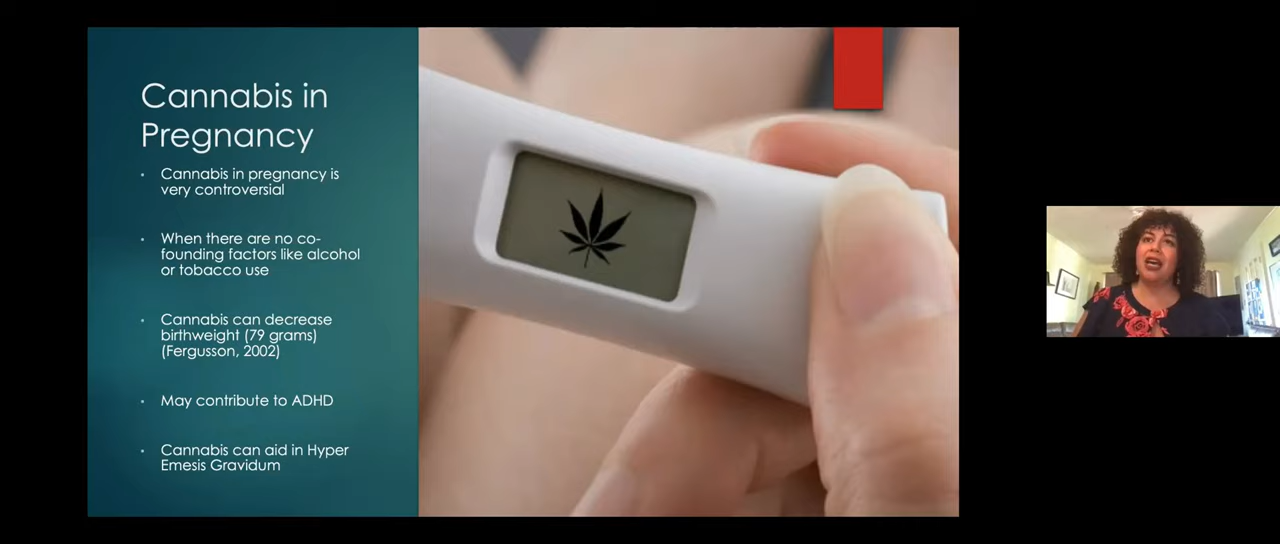 Cannabis in
Pregnancy
Cannabis in pregnancy is
very controversial
When there are no co-
founding factors like alcohol
or tobacco use
Cannabis can decrease
birthweight (79 grams)
(Fergusson, 2002)
May contribute to ADHD
Cannabis can aid in Hyper
Emesis Gravidum